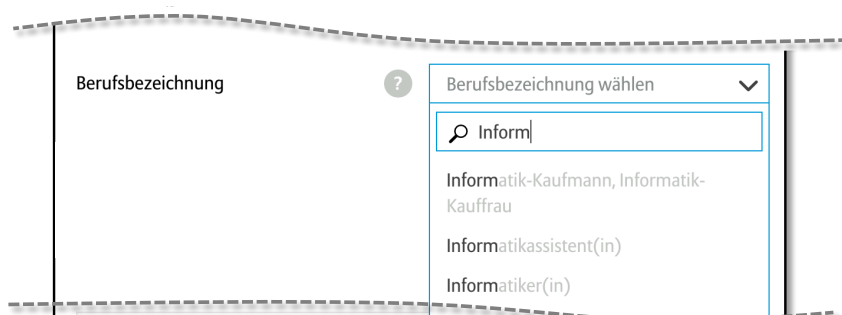 Berufsbezeichnung ? Berufsbezeichnung wählen
Inform
Informatik-Kaufmann, Informatik-
Kauffrau
Informatikassistent(in)
Informatiker(in)